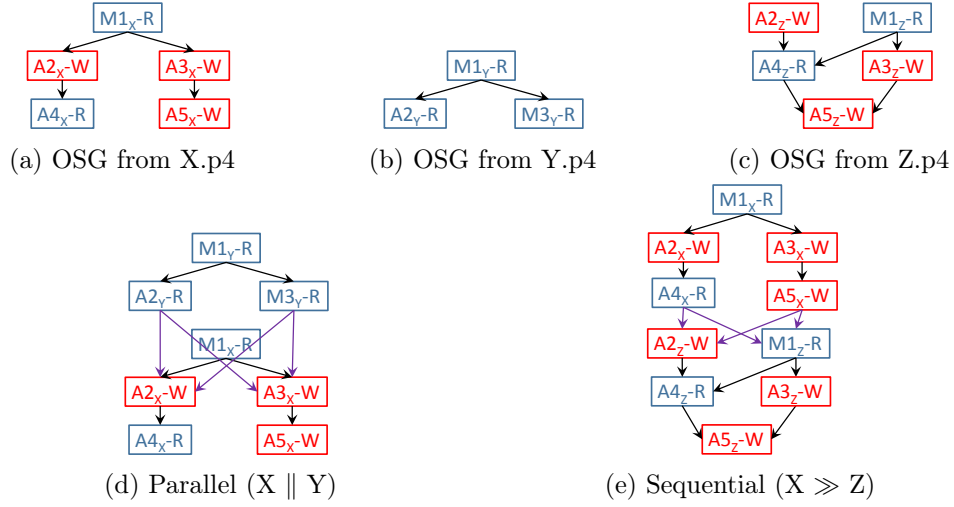 M1X-R
A2X-W A3X-W
A4X-R A5X-W
(a) OSG from X.p4
M1Y-R
A2Y-R M3Y-R
(b) OSG from Y.p4
A2Z-W M1Z-R
A4Z-R A3Z-W
A5Z-W
(c) OSG from Z.p4
M1Y-R
A2Y-R M3Y-R
M1X-R
A2X-W A3X-W
A4X-R A5X-W
(d) Parallel (X ∥ Y)
M1X-R
A2X-W A3X-W
A4X-R A5X-W
A2Z-W M1Z-R
A4Z-R A3Z-W
A5Z-W
(e) Sequential (X ≫ Z)